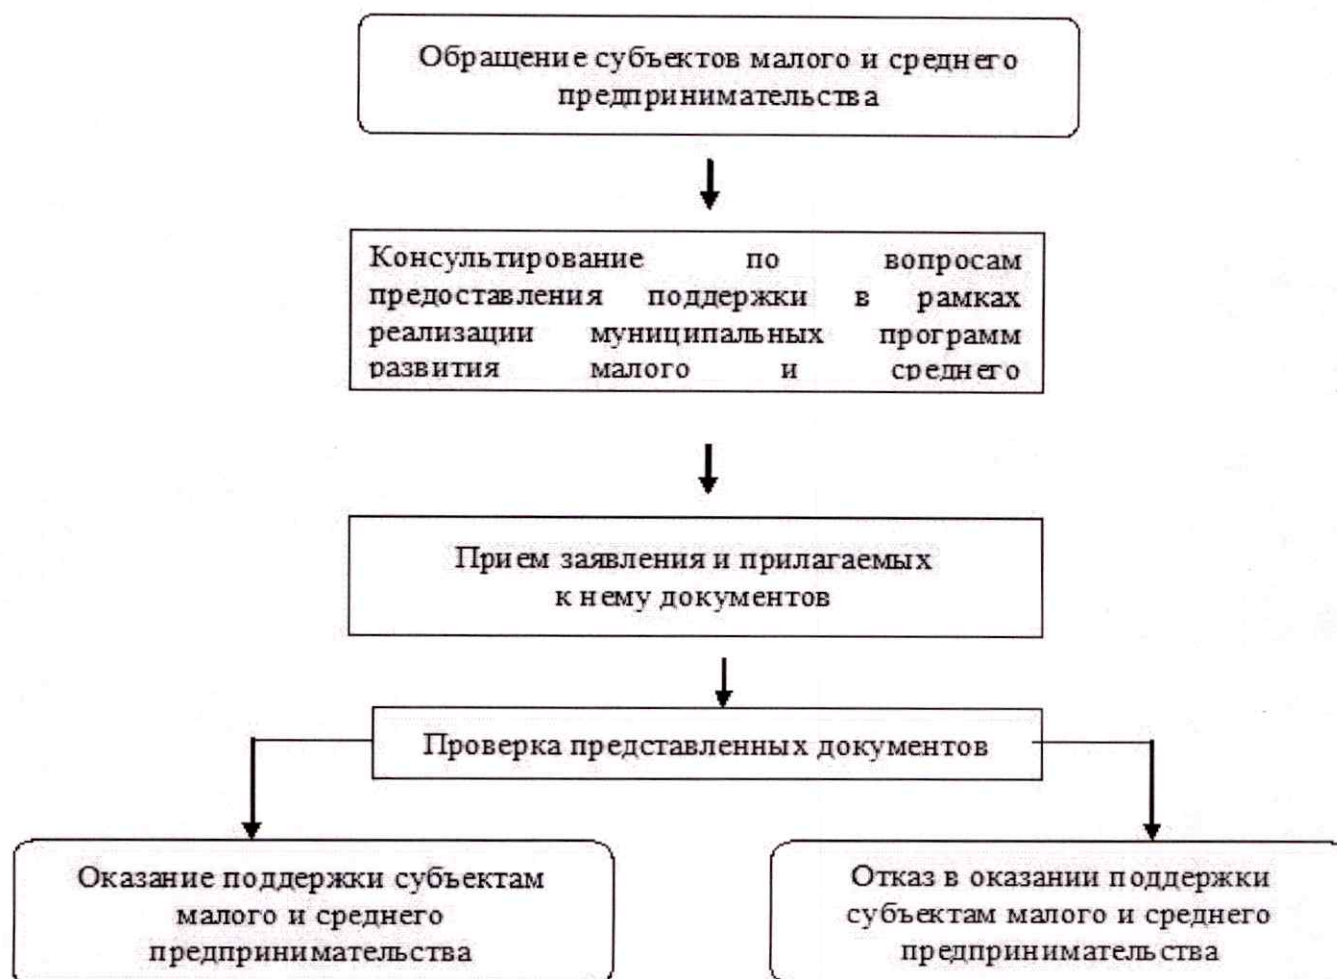 Обращение субъектов малого и среднего
предпринимательства
Консультирование по вопросам
предоставления поддержки в рамках
реализации муниципальных программ
развития малого и среднего
Прием заявления и прилагаемых
к нему документов
Проверка представленных документов
Оказание поддержки субъектам
малого и среднего
предпринимательства
Отказ в оказании поддержки
субъектам малого и среднего
предпринимательства